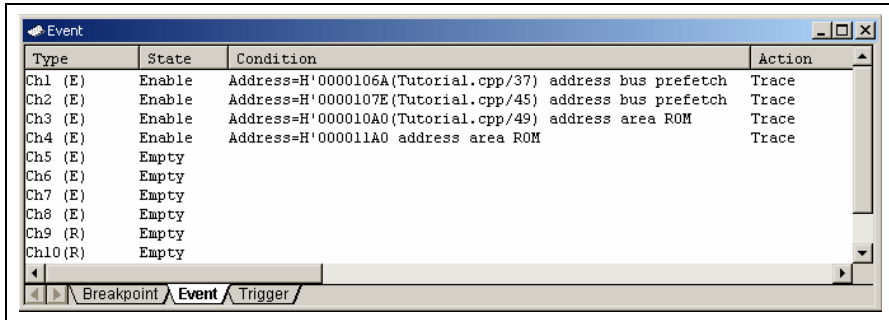 Event
Type State Condition Action
Ch1 (E) Enable Address=H'0000106A(Tutorial.cpp/37) address bus prefetch Trace
Ch2 (E) Enable Address=H'0000107E(Tutorial.cpp/45) address bus prefetch Trace
Ch3 (E) Enable Address=H'000010A0(Tutorial.cpp/49) address area ROM Trace
Ch4 (E) Enable Address=H'000011A0 address area ROM Trace
Ch5 (E) Empty
Ch6 (E) Empty
Ch7 (E) Empty
Ch8 (E) Empty
Ch9 (R) Empty
Ch10(R) Empty
Breakpoint Event Trigger